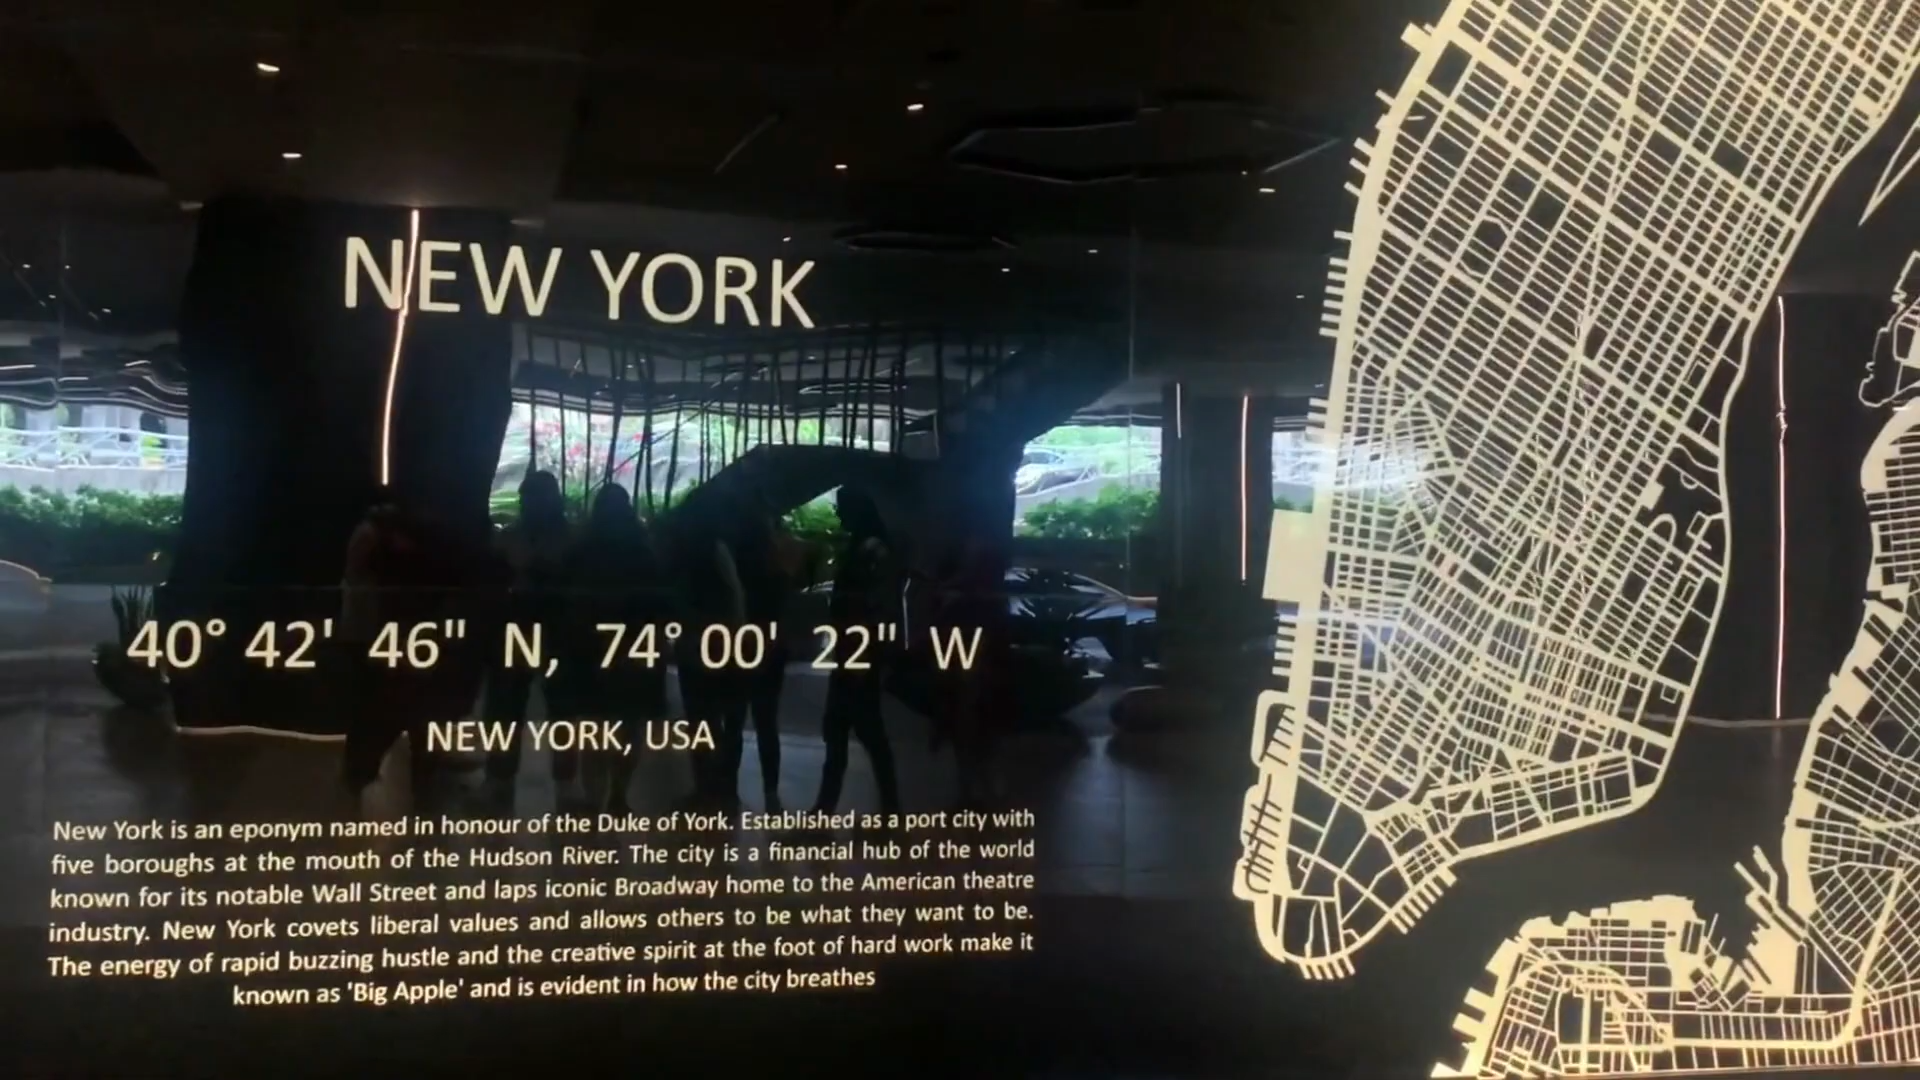 NEW YORK
40° 42' 46" N, 74° 00' 22" W
NEW YORK, USA
New York is an eponym named in honour of the Duke of York. Established as a port city with
five boroughs at the mouth of the Hudson River. The city is a financial hub of the world
known for its notable Wall Street and laps iconic Broadway home to the American theatre
industry. New York covets liberal values and allows others to be what they want to be.
The energy of rapid buzzing hustle and the creative spirit at the foot of hard work make it
known as 'Big Apple' and is evident in how the city breathes